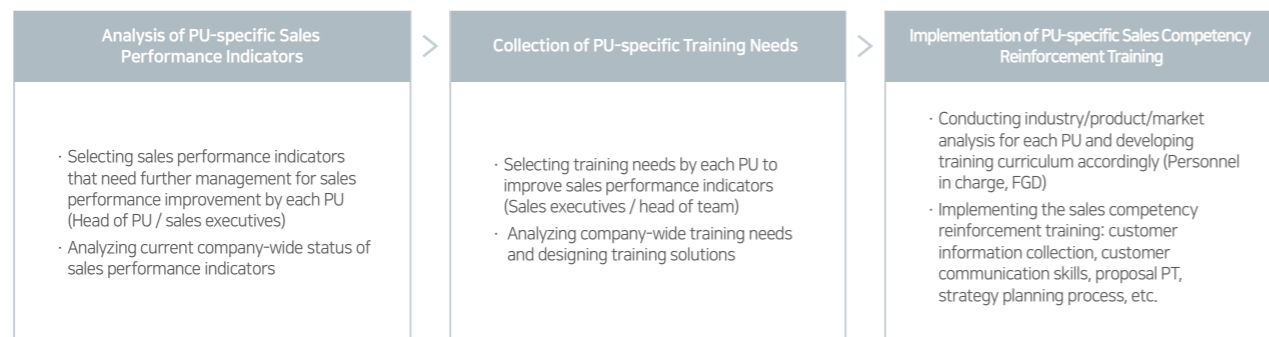 Analysis of PU-specific Sales
Performance Indicators
· Selecting sales performance indicators
that need further management for sales
performance improvement by each PU
(Head of PU / sales executives)
· Analyzing current company-wide status of
sales performance indicators
Collection of PU-specific Training Needs
· Selecting training needs by each PU to
improve sales performance indicators
(Sales executives / head of team)
· Analyzing company-wide training needs
and designing training solutions
Implementation of PU-specific Sales Competency
Reinforcement Training
· Conducting industry/product/market
analysis for each PU and developing
training curriculum accordingly (Personnel
in charge, FGD)
· Implementing the sales competency
reinforcement training: customer
information collection, customer
communication skills, proposal PT,
strategy planning process, etc.